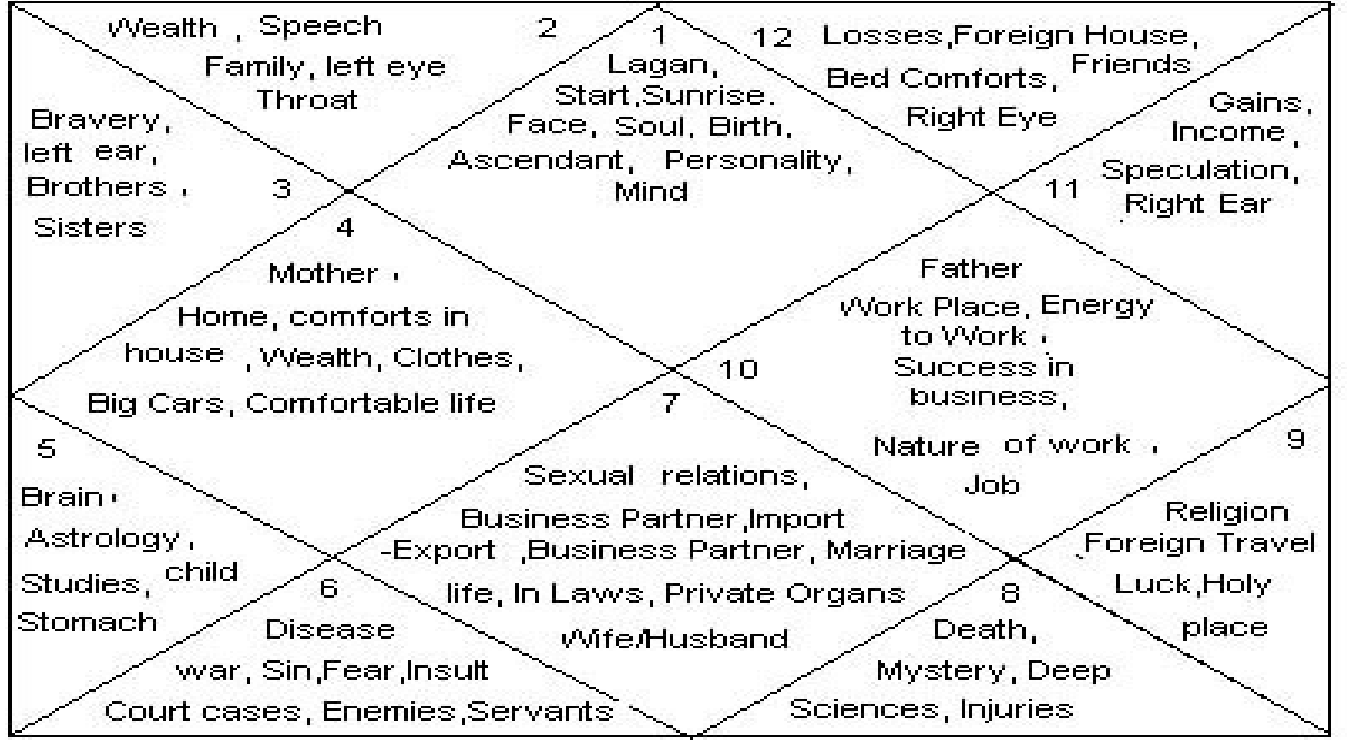 2
Wealth , Speech
Family, left eye
Throat
1
Lagan,
Start,Sunrise.
Face, Soul, Birth,
Ascendant, Personality,
Mind
12
Losses,Foreign House,
Bed Comforts, Friends
Right Eye
Bravery,
left ear,
Brothers ,
Sisters
3
11
Gains,
Income,
Speculation,
Right Ear
4
Mother ,
Home, comforts in
house ,Wealth, Clothes,
Big Cars, Comfortable life
10
Father
Work Place, Energy
to Work ,
Success in
business,
Nature of work ,
Job
5
Brain,
Astrology,
Studies, child
Stomach
7
Sexual relations,
Business Partner,Import
-Export ,Business Partner, Marriage
life, In Laws, Private Organs
Wife/Husband
9
Religion
,Foreign Travel
Luck,Holy
place
6
Disease
war, Sin,Fear,Insult
Court cases, Enemies,Servants
8
Death,
Mystery, Deep
Sciences, Injuries